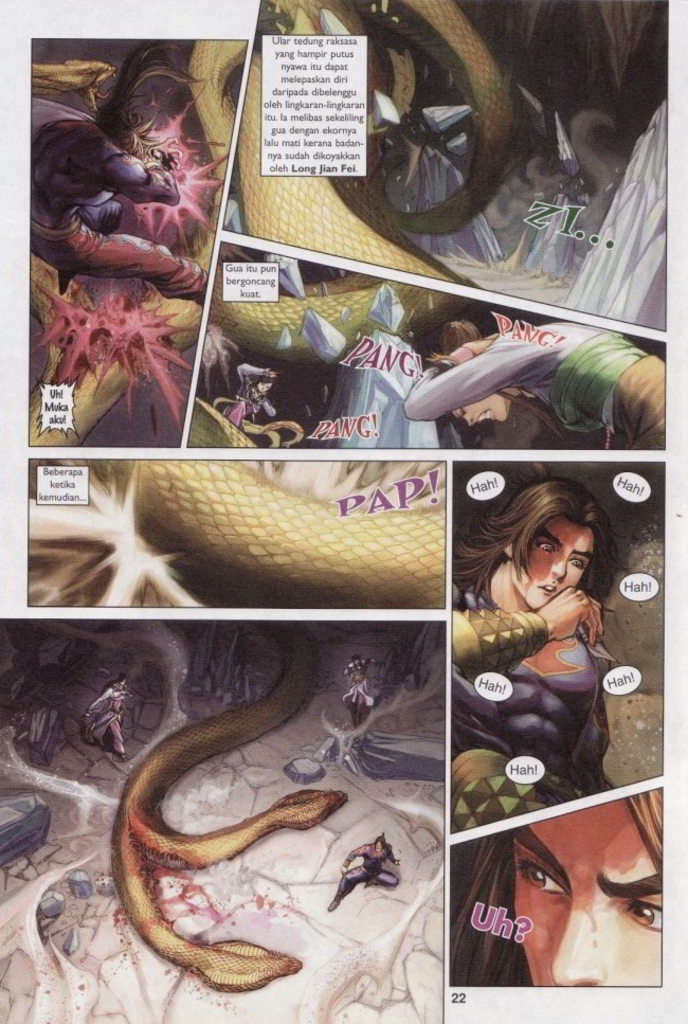 Uh!
Muka
aku!
Ular tedung raksasa
yang hampir putus
nyawa itu dapat
melepaskan diri
daripada dibelenggu
oleh lingkaran-lingkaran
itu. Ia melibas sekeliling
gua dengan ekornya
lalu mati kerana badan-
nya sudah dikoyakkan
oleh Long Jian Fei.
ZI...
Gua itu pun
bergoncang
kuat.
PANG!
PANG!
PANG!
Beberapa
ketika
kemudian...
PAP!
Hah!
Hah!
Hah!
Hah!
Hah!
Hah!
Uh?
22